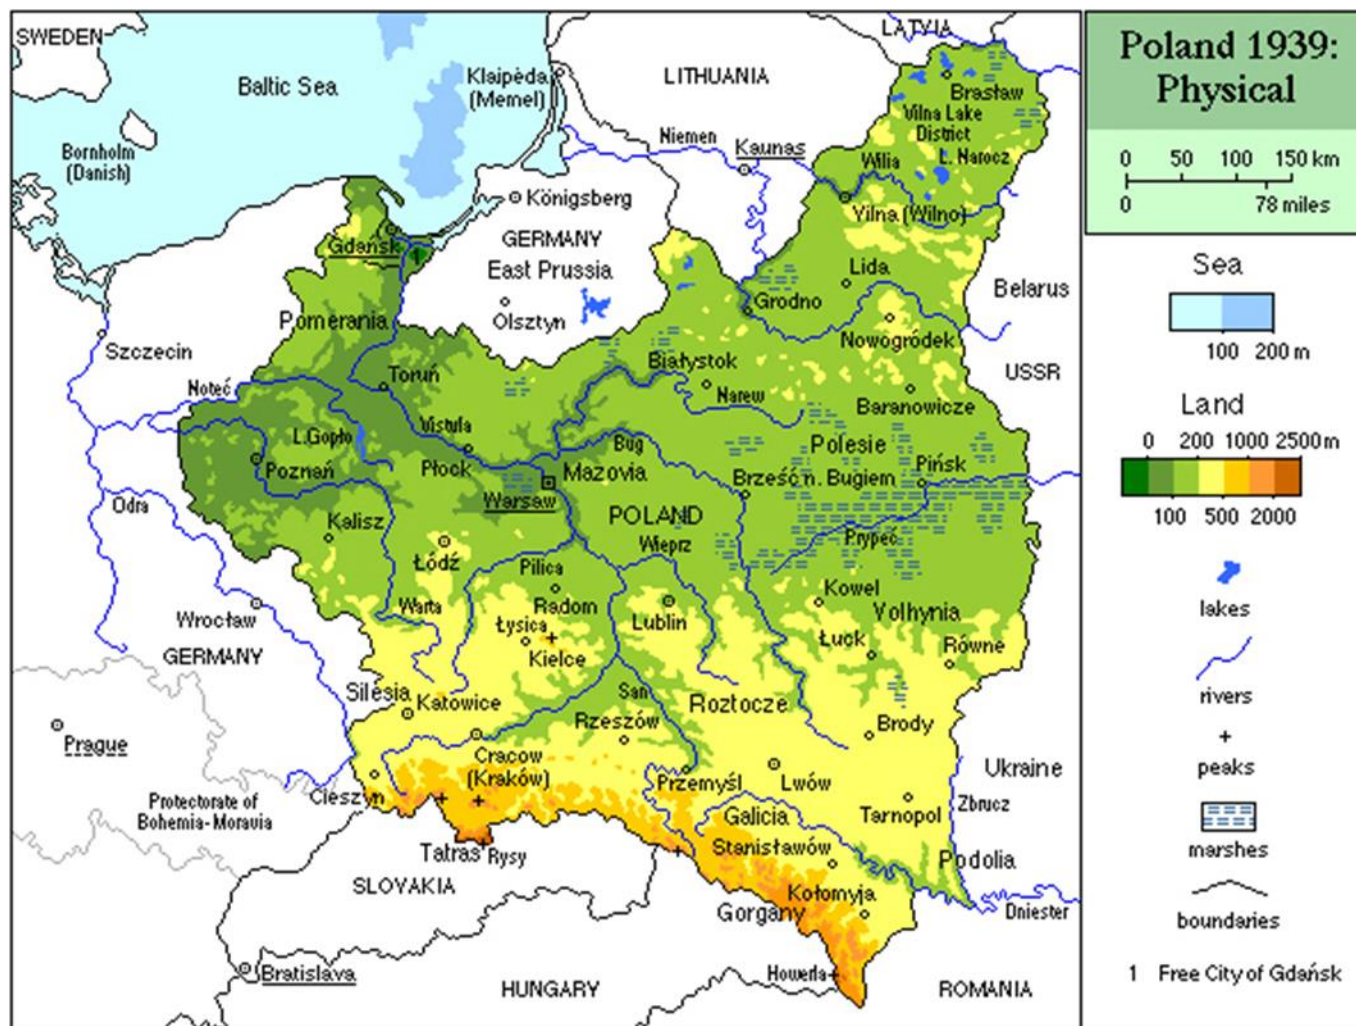 SWEDEN
LATVIA
Poland 1939:
Physical
Baltic Sea
Klaipėda
(Memel)
LITHUANIA
Brasław
Vilna Lake
District
Bornholm
(Danish)
Niemen
Kaunas
Wilia
L. Narocz
0 50 100 150 km
0 78 miles
Königsberg
Vilna (Wilno)
Gdańsk
1
GERMANY
East Prussia
Lida
Belarus
Sea
100 200 m
Grodno
Olsztyn
Pomerania
Nowogródek
Szczecin
Białystok
USSR
Toruń
Noteć
Narew
Baranowicze
Land
0 200 1000 2500 m
100 500 2000
L.Gopło
Vistula
Bug
Polesie
Poznań
Płock
Mazovia
Pińsk
Brześć n. Bugiem
Warsaw
Odra
Kalisz
POLAND
Wieprz
Prypeć
Łódź
Pilica
Kowel
lakes
Wrocław
Warta
Radom
Volhynia
Łysica
Lublin
Łuck
Równe
GERMANY
Kielce
Silesia
San
rivers
Katowice
Roztocze
Rzeszów
Brody
Prague
Cracow
(Kraków)
Ukraine
peaks
Przemyśl
Lwów
Cieszyn
Protectorate of
Bohemia-Moravia
Galicia
Tarnopol
Zbrucz
Stanisławów
marshes
Tatras
Rysy
Podolia
SLOVAKIA
Kołomyja
Gorgany
Dniester
boundaries
Bratislava
Howerla
1 Free City of Gdańsk
HUNGARY
ROMANIA